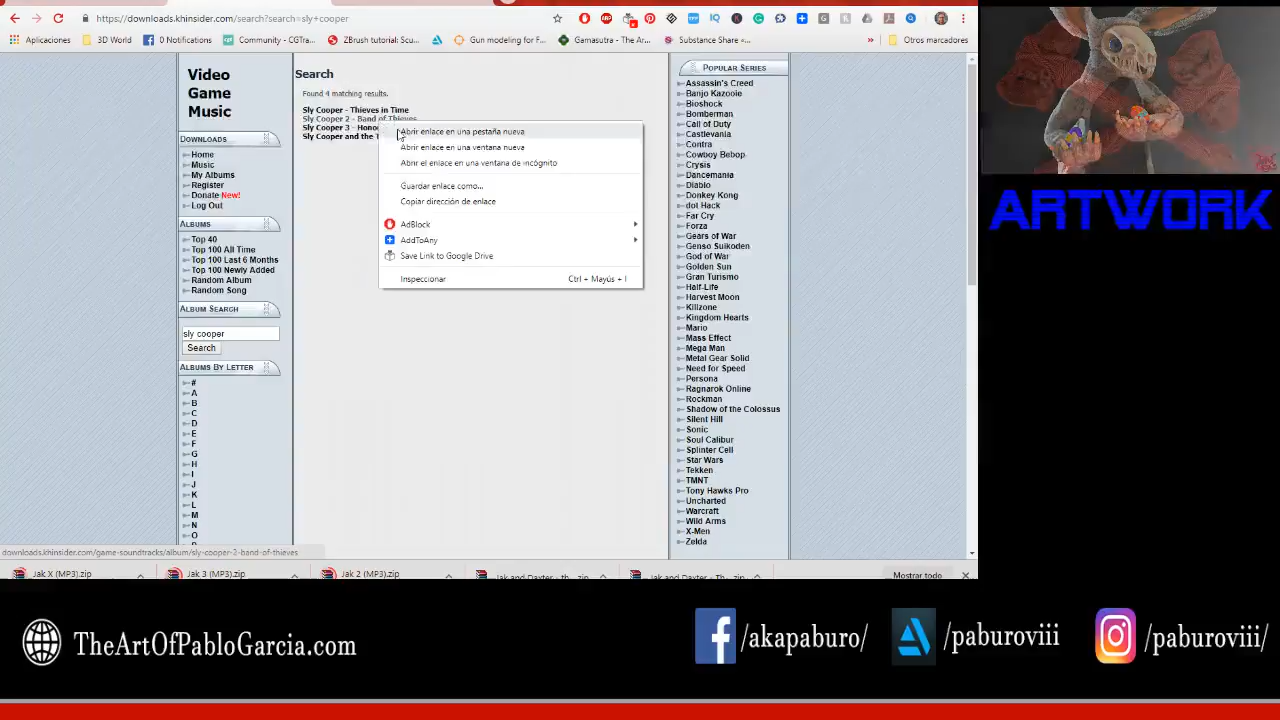 https://downloads.khinsider.com/search?search=sly+cooper
Aplicaciones
3D World
0 Notifications
Community - CGTra...
ZBrush tutorial: Scu...
Gun modeling for F...
Gamasutra - The Ar...
Substance Share «...
»
Otros marcadores
Video
Game
Music
DOWNLOADS
Home
Music
My Albums
Register
Donate New!
Log Out
ALBUMS
Top 40
Top 100 All Time
Top 100 Last 6 Months
Top 100 Newly Added
Random Album
Random Song
ALBUM SEARCH
sly cooper
Search
ALBUMS BY LETTER
#
A
B
C
D
E
F
G
H
I
J
K
L
M
N
O
Search
Found 4 matching results.
Sly Cooper - Thieves in Time
Sly Cooper 2 - Band of Thieves
Sly Cooper 3 - Hono
Sly Cooper and the T
Abrir enlace en una pestaña nueva
Abrir enlace en una ventana nueva
Abrir el enlace en una ventana de incógnito
Guardar enlace como...
Copiar dirección de enlace
AdBlock
AddToAny
Save Link to Google Drive
Inspeccionar Ctrl + Mayús + I
POPULAR SERIES
Assassin's Creed
Banjo Kazooie
Bioshock
Bomberman
Call of Duty
Castlevania
Contra
Cowboy Bebop
Crysis
Dancemania
Diablo
Donkey Kong
dot Hack
Far Cry
Forza
Gears of War
Genso Suikoden
God of War
Golden Sun
Gran Turismo
Half-Life
Harvest Moon
Killzone
Kingdom Hearts
Mario
Mass Effect
Mega Man
Metal Gear Solid
Need for Speed
Persona
Ragnarok Online
Rockman
Shadow of the Colossus
Silent Hill
Sonic
Soul Calibur
Splinter Cell
Star Wars
Tekken
TMNT
Tony Hawks Pro
Uncharted
Warcraft
Wild Arms
X-Men
Zelda
downloads.khinsider.com/game-soundtracks/album/sly-cooper-2-band-of-thieves
Jak X (MP3).zip
Jak 3 (MP3).zip
Jak 2 (MP3).zip
Jak and Daxter - th....zip
Jak and Daxter - The....zip
Mostrar todo
ARTWORK
TheArtOfPabloGarcia.com
/akapaburo/
/paburoviii
/paburoviii/